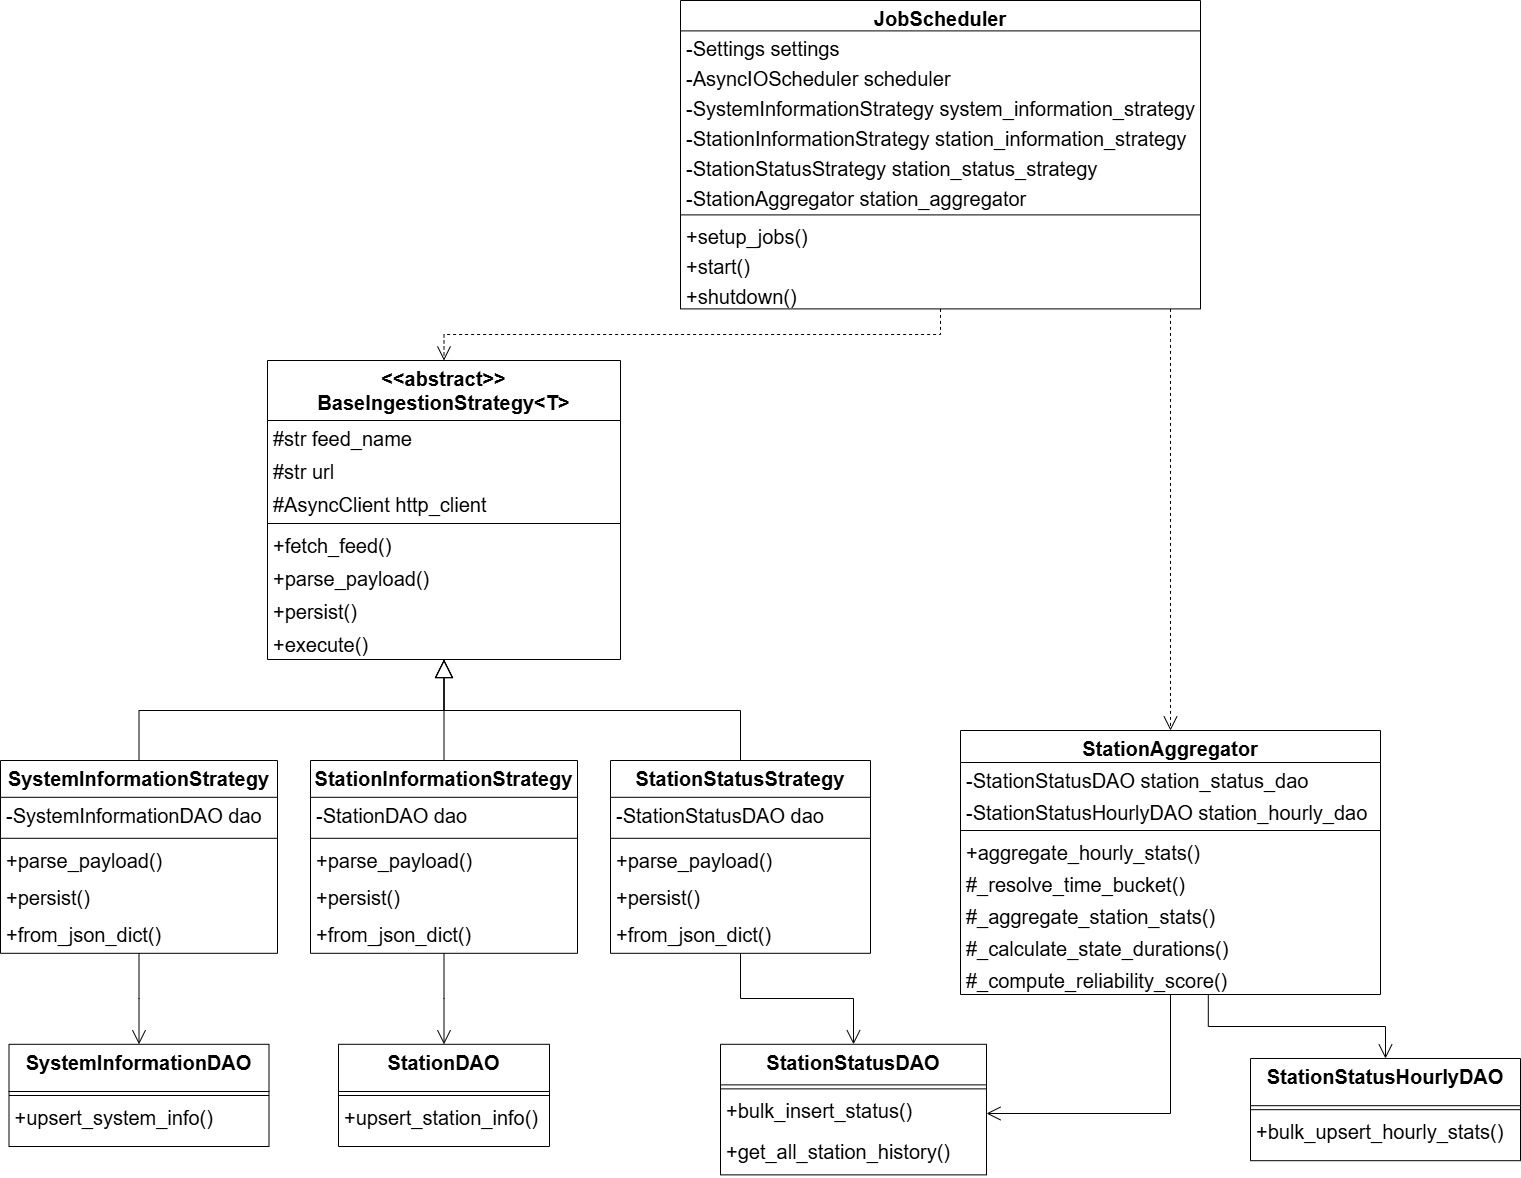 JobScheduler
-Settings settings
-AsyncIOScheduler scheduler
-SystemInformationStrategy system_information_strategy
-StationInformationStrategy station_information_strategy
-StationStatusStrategy station_status_strategy
-StationAggregator station_aggregator
+setup_jobs()
+start()
+shutdown()
<<abstract>>
BaseIngestionStrategy<T>
#str feed_name
#str url
#AsyncClient http_client
+fetch_feed()
+parse_payload()
+persist()
+execute()
SystemInformationStrategy
-SystemInformationDAO dao
+parse_payload()
+persist()
+from_json_dict()
StationInformationStrategy
-StationDAO dao
+parse_payload()
+persist()
+from_json_dict()
StationStatusStrategy
-StationStatusDAO dao
+parse_payload()
+persist()
+from_json_dict()
StationAggregator
-StationStatusDAO station_status_dao
-StationStatusHourlyDAO station_hourly_dao
+aggregate_hourly_stats()
#_resolve_time_bucket()
#_aggregate_station_stats()
#_calculate_state_durations()
#_compute_reliability_score()
SystemInformationDAO
+upsert_system_info()
StationDAO
+upsert_station_info()
StationStatusDAO
+bulk_insert_status()
+get_all_station_history()
StationStatusHourlyDAO
+bulk_upsert_hourly_stats()